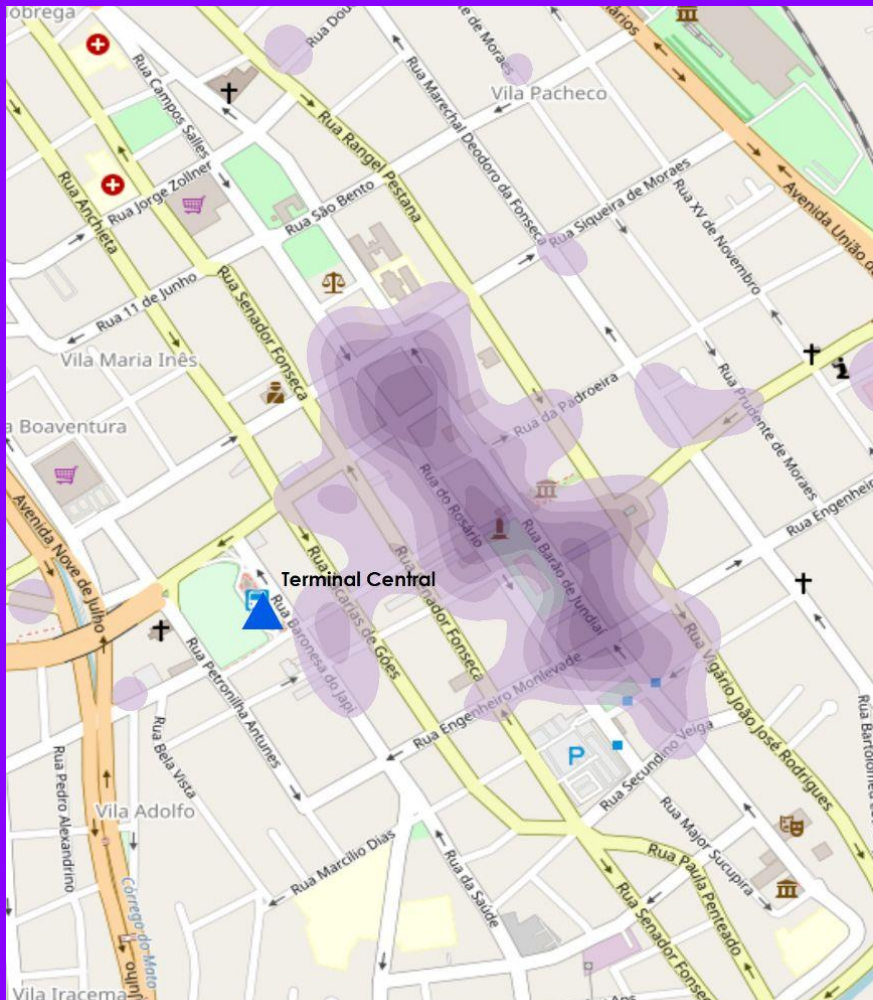 obrega
Rua Dou
te de Moraes
ários
Rua Campos Salles
Rua Marechal Deodoro da Fonseca
Vila Pacheco
Rua Rangel Pestana
Rua Anchieta
Rua Jorge Zollner
Rua São Bento
Rua Siqueira de Moraes
Rua XV de Novembro
Avenida União d
Rua 11 de Junho
Rua Senador Fonseca
Vila Maria Inês
a Boaventura
Rua da Padroeira
Rua Prudente de Moraes
Rua do Rosário
Rua Engenheiro
Avenida Nove de Julho
Rua Barão de Jundiaí
Terminal Central
Rua Zacarias de Góes
Rua Senador Fonseca
Rua Baronesa do Japi
Rua Petronilha Antunes
Rua Engenheiro Monlevade
Rua Vigário João José Rodrigues
Rua Bela Vista
Rua Pedro Alexandrino
P
Rua Secundino Veiga
Rua Bartolomeu
Vila Adolfo
Rua Marcílio Dias
Rua Major Sucupira
Rua da Saúde
Rua Paula Penteado
Rua Senador Fonsec
Córrego do Mato
Julho
Vila Iracema